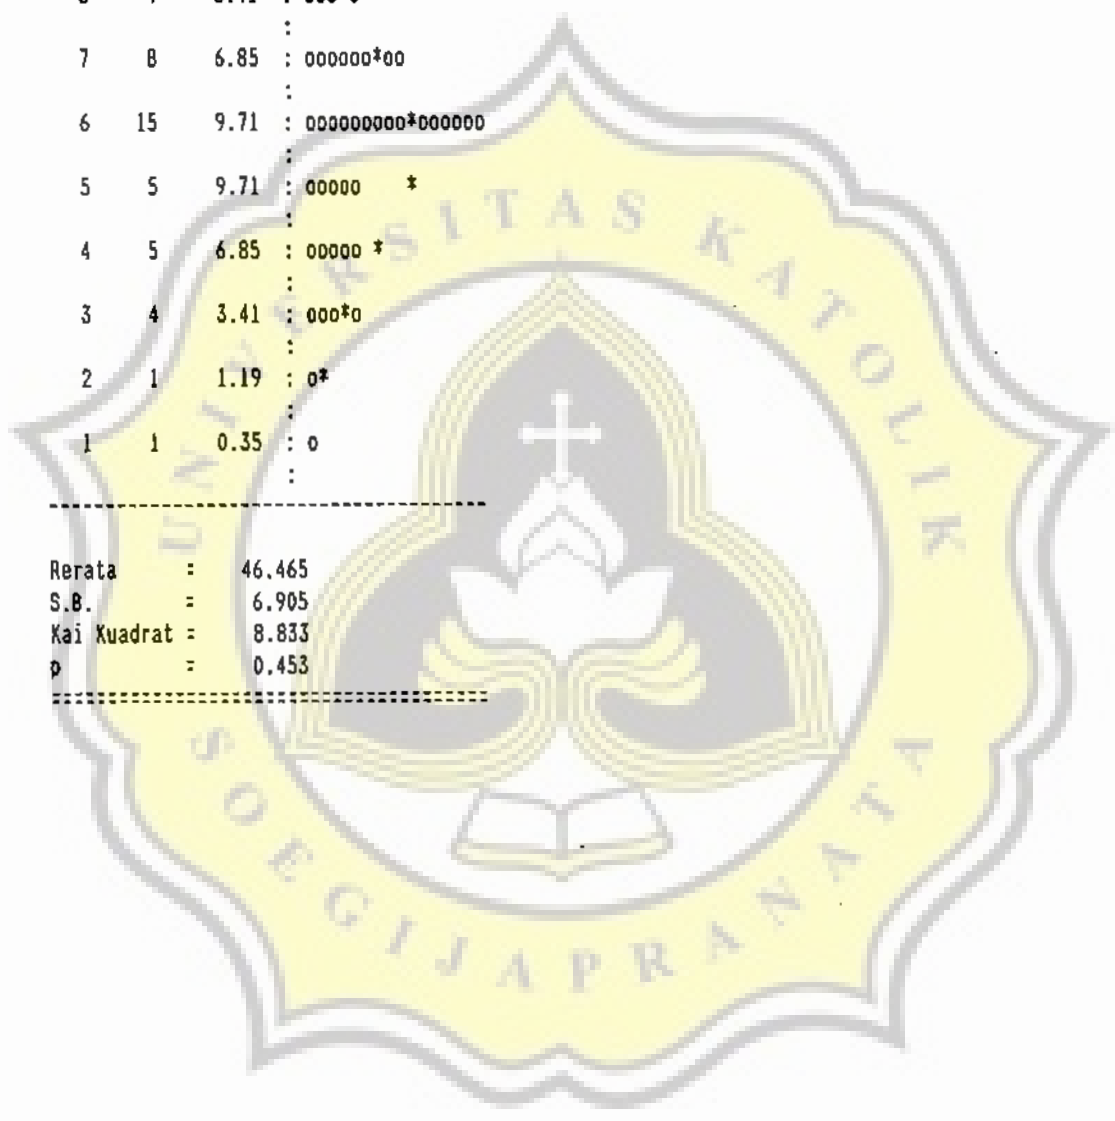 7 8 6.85 : oooooo*oo
:
6 15 9.71 : ooooooooo*oooooo
:
5 5 9.71 : ooooo *
:
4 5 6.85 : ooooo *
:
3 4 3.41 : ooo*o
:
2 1 1.19 : o*
:
1 1 0.35 : o
:
--------------------------------------
Rerata = 46.465
S.B. = 6.905
Kai Kuadrat = 8.833
p = 0.453
======================================
UNIVERSITAS KATOLIK
SOEGIJAPRANATA